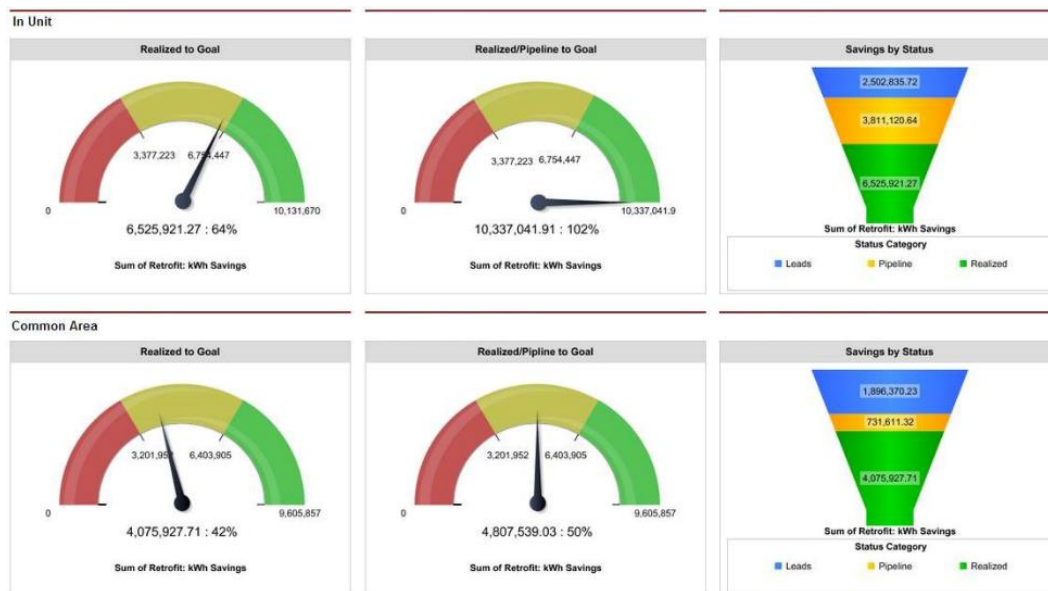 In Unit
Realized to Goal
3,377,223
6,754,447
0
10,131,670
6,525,921.27 : 64%
Sum of Retrofit: kWh Savings
Realized/Pipeline to Goal
3,377,223
6,754,447
0
10,337,041.9
10,337,041.91 : 102%
Sum of Retrofit: kWh Savings
Savings by Status
2,502,835.72
3,811,120.64
6,525,921.27
Sum of Retrofit: kWh Savings
Status Category
Leads Pipeline Realized
Common Area
Realized to Goal
3,201,952
6,403,905
0
9,605,857
4,075,927.71 : 42%
Sum of Retrofit: kWh Savings
Realized/Pipline to Goal
3,201,952
6,403,905
0
9,605,857
4,807,539.03 : 50%
Sum of Retrofit: kWh Savings
Savings by Status
1,896,370.23
731,611.32
4,075,927.71
Sum of Retrofit: kWh Savings
Status Category
Leads Pipeline Realized